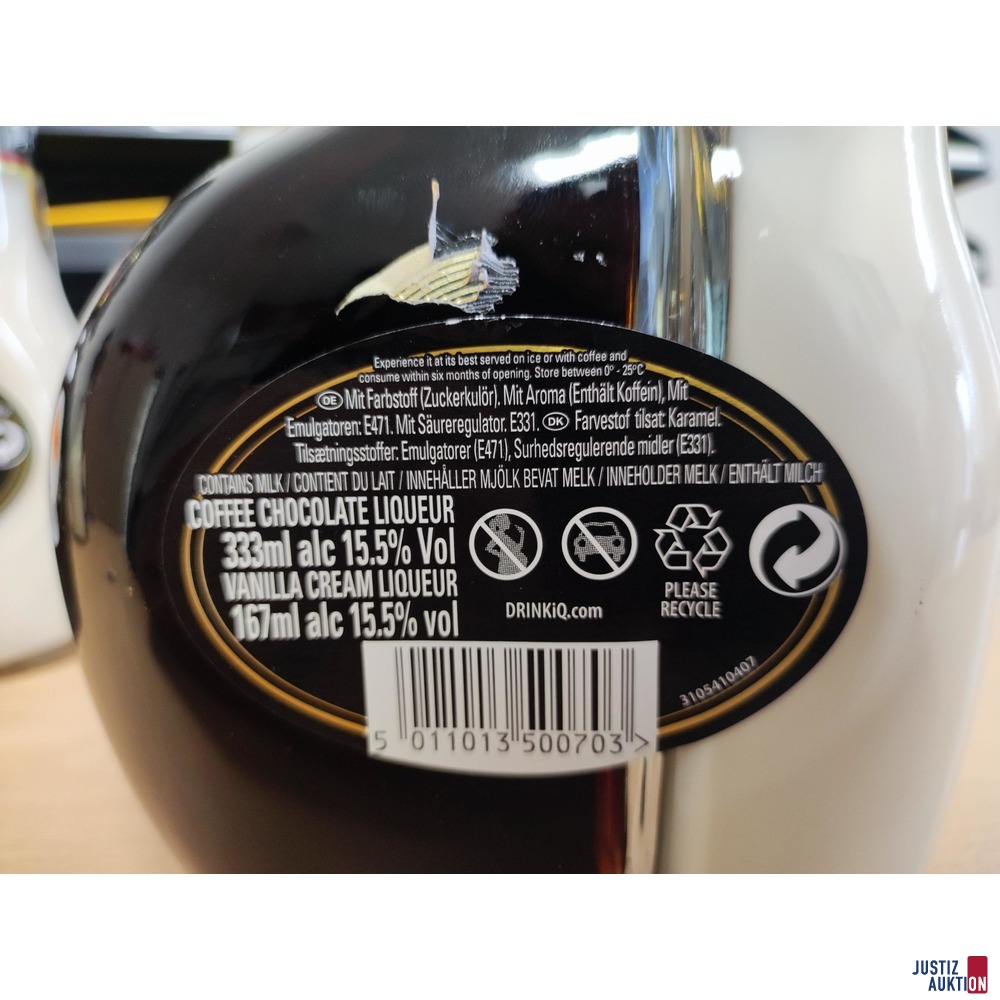 Experience it at its best served on ice or with coffee and
consume within six months of opening. Store between 0° - 25°C
DE Mit Farbstoff (Zuckerkulör). Mit Aroma (Enthält Koffein), Mit
Emulgatoren: E471. Mit Säureregulator. E331. DK Farvestof tilsat: Karamel.
Tilsætningsstoffer: Emulgatorer (E471), Surhedsregulerende midler (E331).
CONTAINS MILK / CONTIENT DU LAIT / INNEHÅLLER MJÖLK BEVAT MELK / INNEHOLDER MELK / ENTHÄLT MILCH
COFFEE CHOCOLATE LIQUEUR
333ml alc 15.5% Vol
VANILLA CREAM LIQUEUR
167ml alc 15.5% vol
DRINKiQ.com
PLEASE
RECYCLE
3105410407
5 011013 500703 >
JUSTIZ
AUKTION